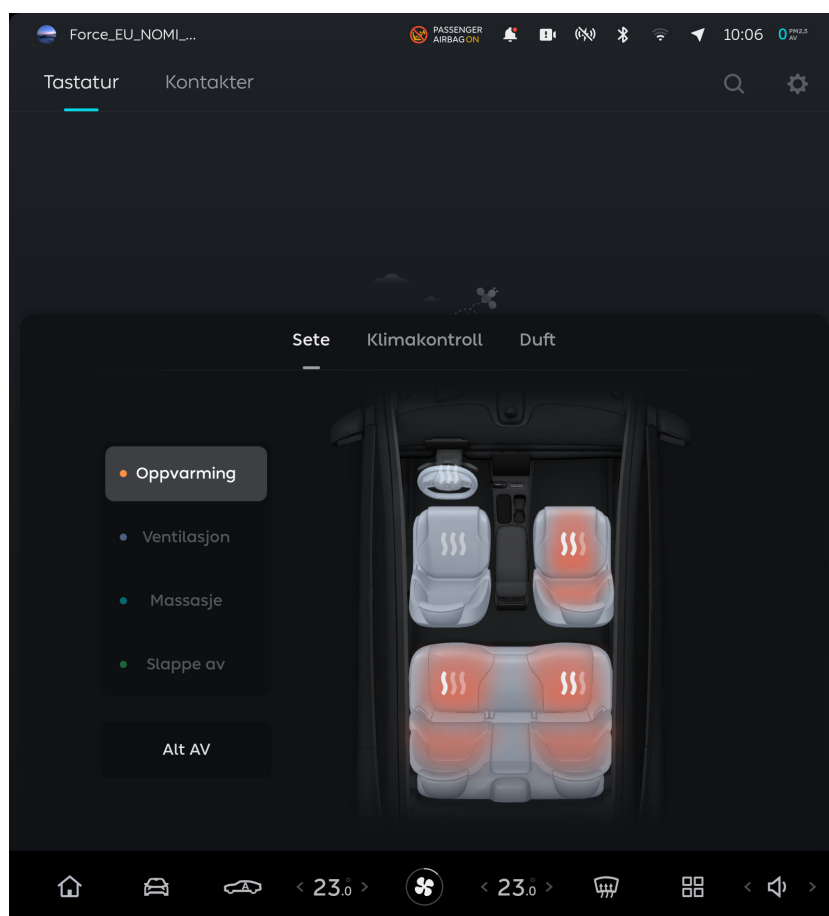 Force_EU_NOMI_...
PASSENGER
AIRBAG ON
10:06
0 PM2,5
AV
Tastatur
Kontakter
Sete
Klimakontroll
Duft
Oppvarming
Ventilasjon
Massasje
Slappe av
Alt AV
A
< 23.0° >
< 23.0° >